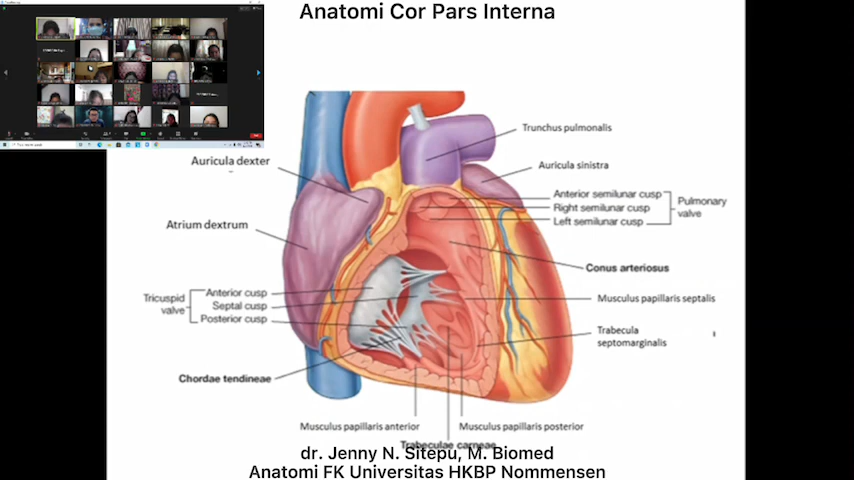 Anatomi Cor Pars Interna
Trunchus pulmonalis
Auricula dexter
Auricula sinistra
Anterior semilunar cusp
Right semilunar cusp
Left semilunar cusp
Pulmonary
valve
Atrium dextrum
Conus arteriosus
Tricuspid
valve
Anterior cusp
Septal cusp
Posterior cusp
Musculus papillaris septalis
Trabecula
septomarginalis
Chordae tendineae
Musculus papillaris anterior
Musculus papillaris posterior
Trabeculae carneae
dr. Jenny N. Sitepu, M. Biomed
Anatomi FK Universitas HKBP Nommensen